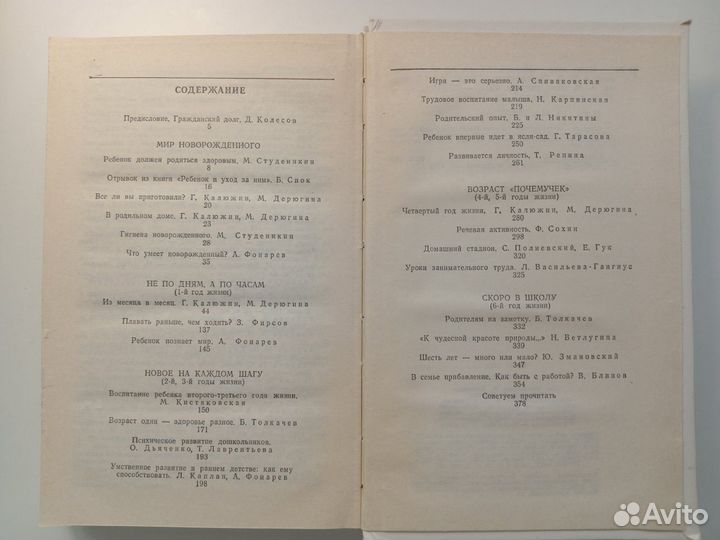 СОДЕРЖАНИЕ
Предисловие. Гражданский долг. Д. Колесов
5
МИР НОВОРОЖДЕННОГО
Ребенок должен родиться здоровым. М. Студеникин
8
Отрывок из книги «Ребенок и уход за ним». Б. Спок
16
Все ли вы приготовили? Г. Калюжин, М. Дерюгина
20
В родильном доме. Г. Калюжин, М. Дерюгина
23
Гигиена новорожденного. М. Студеникин
28
Что умеет новорожденный? А. Фонарев
35
НЕ ПО ДНЯМ, А ПО ЧАСАМ
(1-й год жизни)
Из месяца в месяц. Г. Калюжин, М. Дерюгина
44
Плавать раньше, чем ходить? З. Фирсов
137
Ребенок познает мир. А. Фонарев
145
НОВОЕ НА КАЖДОМ ШАГУ
(2-й, 3-й годы жизни)
Воспитание ребенка второго-третьего года жизни.
М. Кистяковская
150
Возраст один — здоровье разное. Б. Толкачев
171
Психическое развитие дошкольников.
О. Дьяченко, Т. Лаврентьева
193
Умственное развитие в раннем детстве: как ему
способствовать. Л. Каплан, А. Фонарев
198
Игра — это серьезно. А. Спиваковская
214
Трудовое воспитание малыша. Н. Карпинская
219
Родительский опыт. Б. и Л. Никитины
225
Ребенок впервые идет в ясли-сад. Г. Тарасова
250
Развивается личность. Т. Репина
261
ВОЗРАСТ «ПОЧЕМУЧЕК»
(4-й, 5-й годы жизни)
Четвертый год жизни. Г. Калюжин, М. Дерюгина
280
Речевая активность. Ф. Сохин
298
Домашний стадион. С. Полиевский, Е. Гук
320
Уроки занимательного труда. Л. Васильева-Гангнус
325
СКОРО В ШКОЛУ
(6-й год жизни)
Родителям на заметку. Б. Толкачев
332
«К чудесной красоте природы...» Н. Ветлугина
339
Шесть лет — много или мало? Ю. Змановский
347
В семье прибавление. Как быть с работой? В. Блинов
354
Советуем прочитать
378
Avito